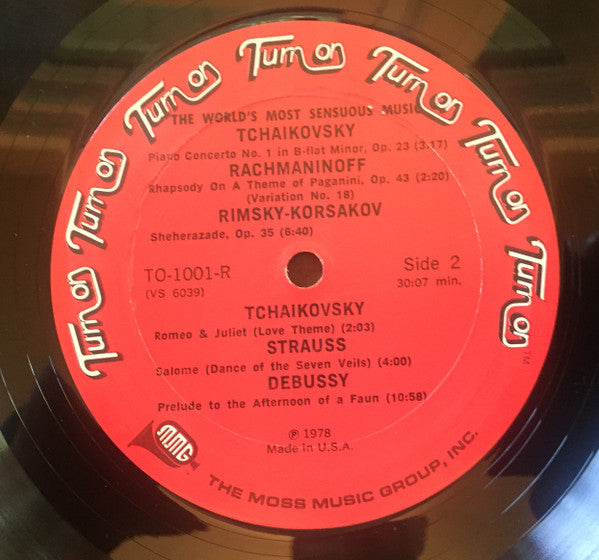 Turn on Turn on Turn on Turn on Turn on Turn on Turn on
THE WORLD'S MOST SENSUOUS MUSIC
TCHAIKOVSKY
Piano Concerto No. 1 in B-flat Minor, Op. 23 (3.17)
RACHMANINOFF
Rhapsody On A Theme of Paganini, Op. 43 (2:20)
(Variation No. 18)
RIMSKY-KORSAKOV
Sheherazade, Op. 35 (6:40)
TO-1001-R
Side 2
(VS 6039)
30:07 min.
TCHAIKOVSKY
Romeo & Juliet (Love Theme) (2:03)
STRAUSS
Salome (Dance of the Seven Veils) (4:00)
DEBUSSY
Prelude to the Afternoon of a Faun (10:58)
℗ 1978
Made in U.S.A.
MMG
THE MOSS MUSIC GROUP, INC.
TM